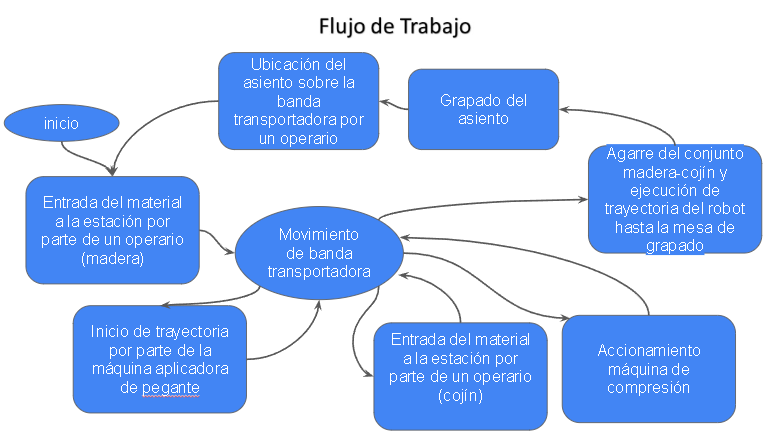 Flujo de Trabajo
inicio
Ubicación del
asiento sobre la
banda
transportadora por
un operario
Grapado del
asiento
Agarre del conjunto
madera-cojín y
ejecución de
trayectoria del robot
hasta la mesa de
grapado
Entrada del material
a la estación por
parte de un operario
(madera)
Movimiento
de banda
transportadora
Inicio de trayectoria
por parte de la
máquina aplicadora
de pegante
Entrada del material
a la estación por
parte de un operario
(cojín)
Accionamiento
máquina de
compresión